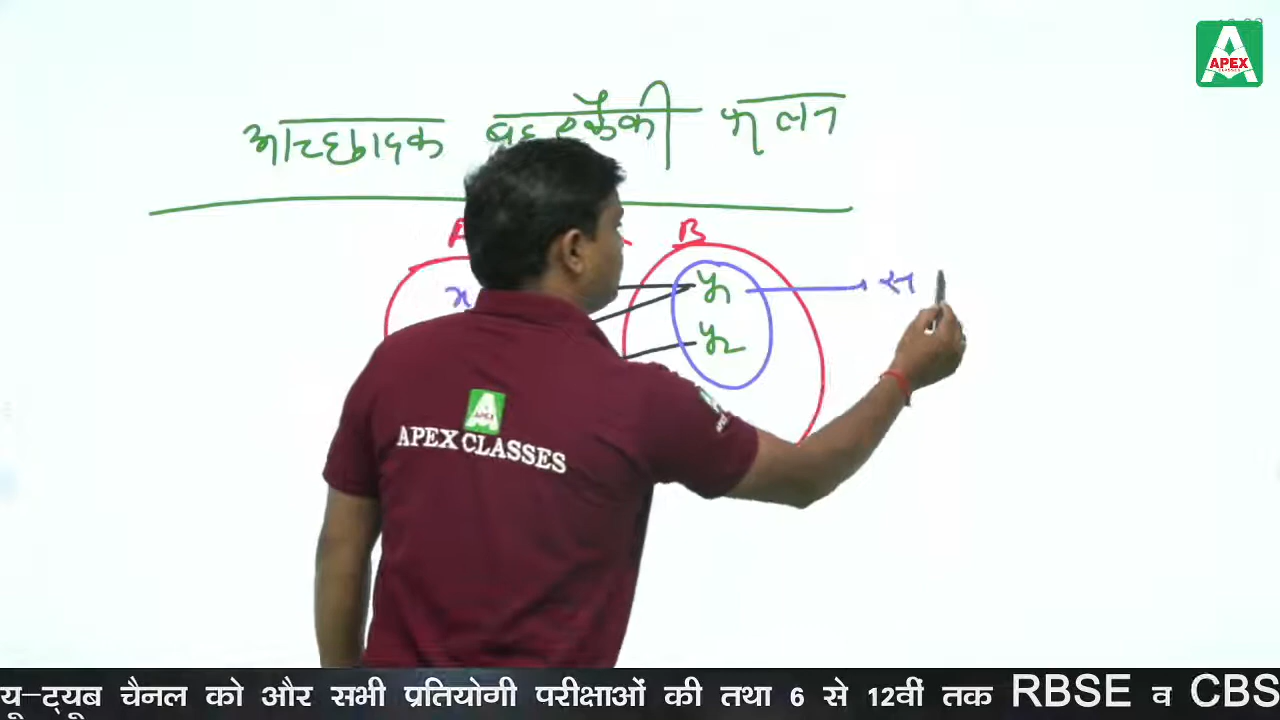 APEX
CLASSES
आच्छादक बहुएकैकी फलन
B
x y₁ → स
y₂
APEX CLASSES
यू-ट्यूब चैनल को और सभी प्रतियोगी परीक्षाओं की तथा 6 से 12वीं तक RBSE व CBS